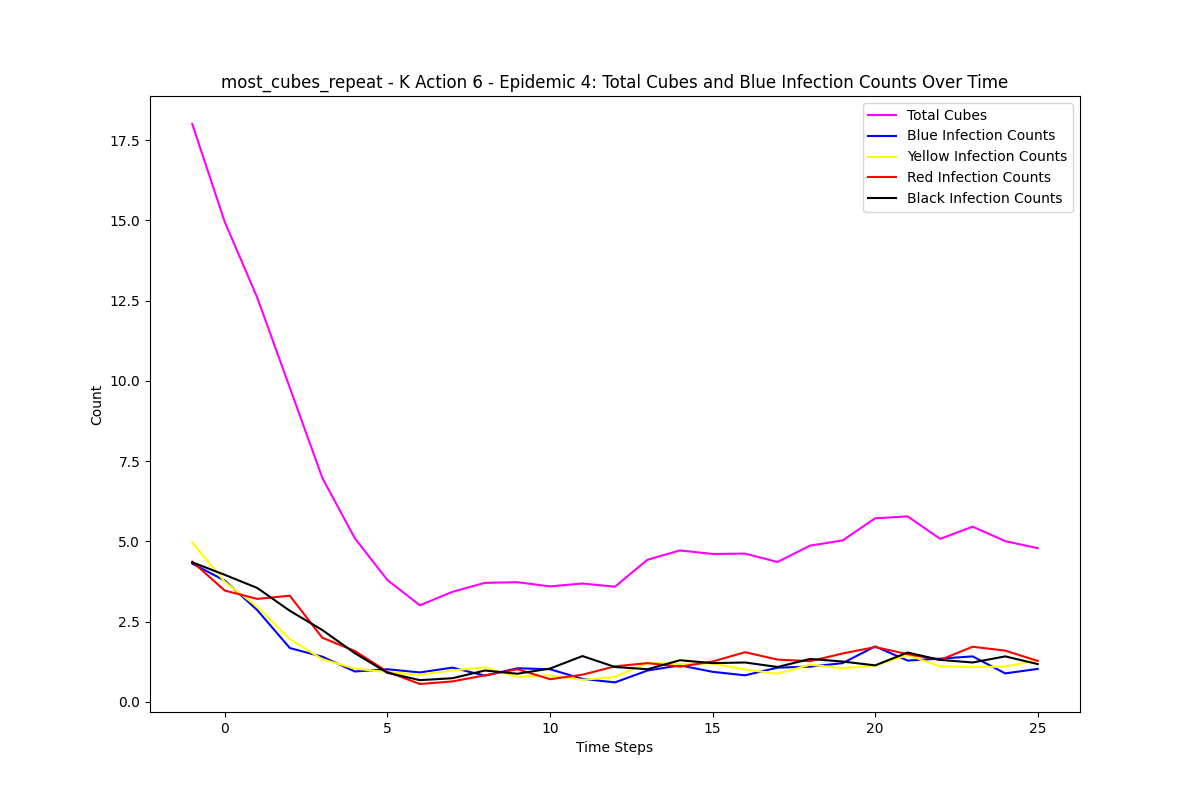 most_cubes_repeat - K Action 6 - Epidemic 4: Total Cubes and Blue Infection Counts Over Time
Total Cubes
Blue Infection Counts
Yellow Infection Counts
Red Infection Counts
Black Infection Counts
17.5
15.0
12.5
10.0
7.5
5.0
2.5
0.0
Count
0 5 10 15 20 25
Time Steps